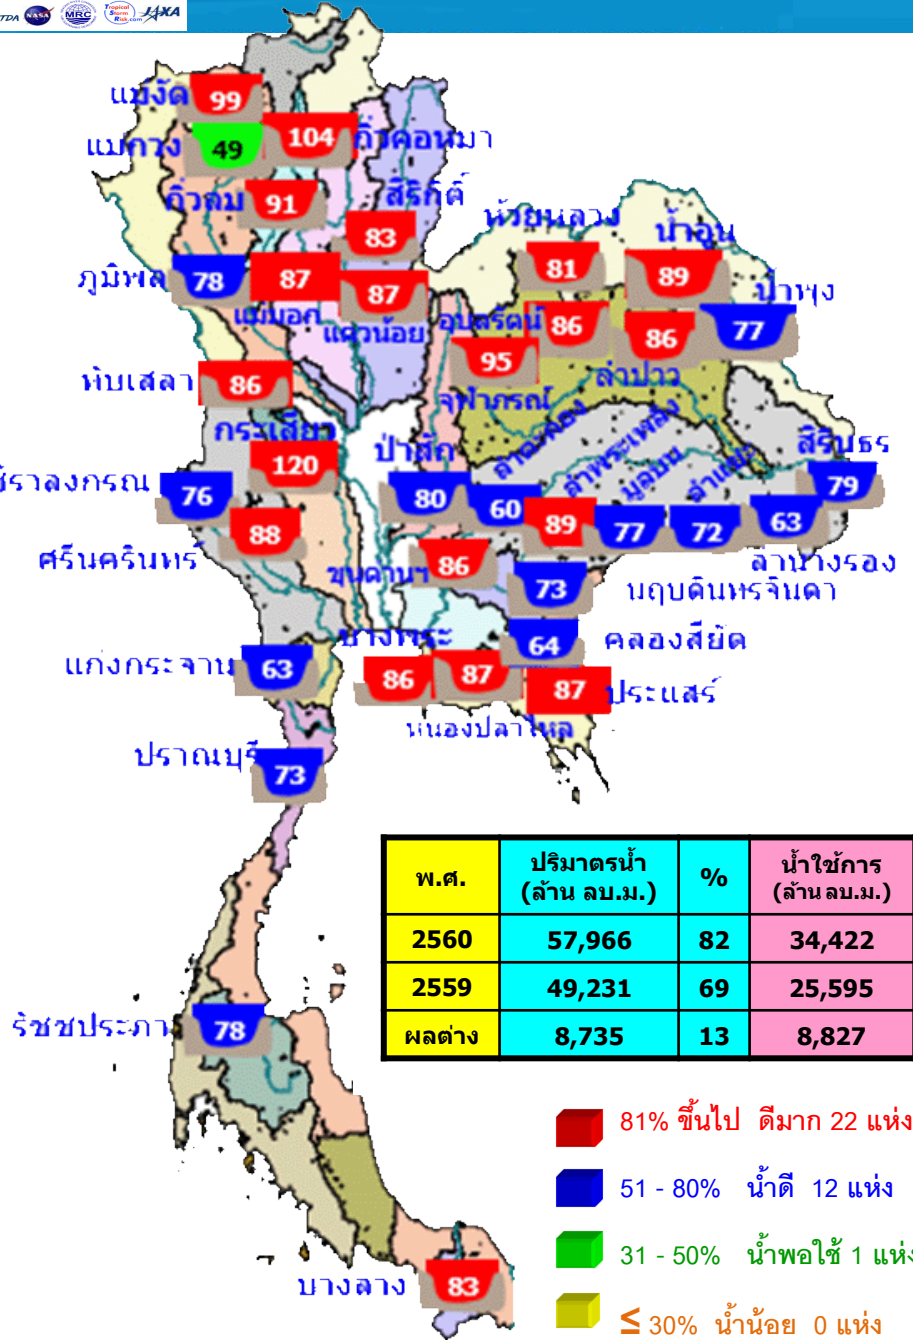 TDA NASA MRC Tropical Storm Risk.com JAXA
แม่งัด 99
แม่กวง 49 104 กิ่วคอหมา
กิ่วลม 91 สิริกิติ์
83 ห้วยหลวง น้ำอูน
ภูมิพล 78 87 87 81 89 น้ำพุง
แม่มอก แควน้อย อุบลรัตน์ 86 86 77
95 ลำปาว
ทับเสลา 86 จุฬาภรณ์
กระเสียว ป่าสัก ลำตะคอง ลำพระเพลิง มูลบน ลำแชะ สิรินธร
120
ชิราลงกรณ 76 80 60 79
88 89 77 72 63
ศรีนครินทร์ ขุนด่านฯ 86 ลำนางรอง
73 นฤบดินทรจินดา
บางพระ 64 คลองสียัด
แก่งกระจาน 63 86 87 87 ประแสร์
หนองปลาไหล
ปราณบุรี 73
พ.ศ. ปริมาตรน้ำ (ล้าน ลบ.ม.) % น้ำใช้การ (ล้าน ลบ.ม.)
2560 57,966 82 34,422
2559 49,231 69 25,595
ผลต่าง 8,735 13 8,827
รัชชประภา 78
81% ขึ้นไป ดีมาก 22 แห่ง
51 - 80% น้ำดี 12 แห่ง
31 - 50% น้ำพอใช้ 1 แห่ง
≤ 30% น้ำน้อย 0 แห่ง
บางลาง 83